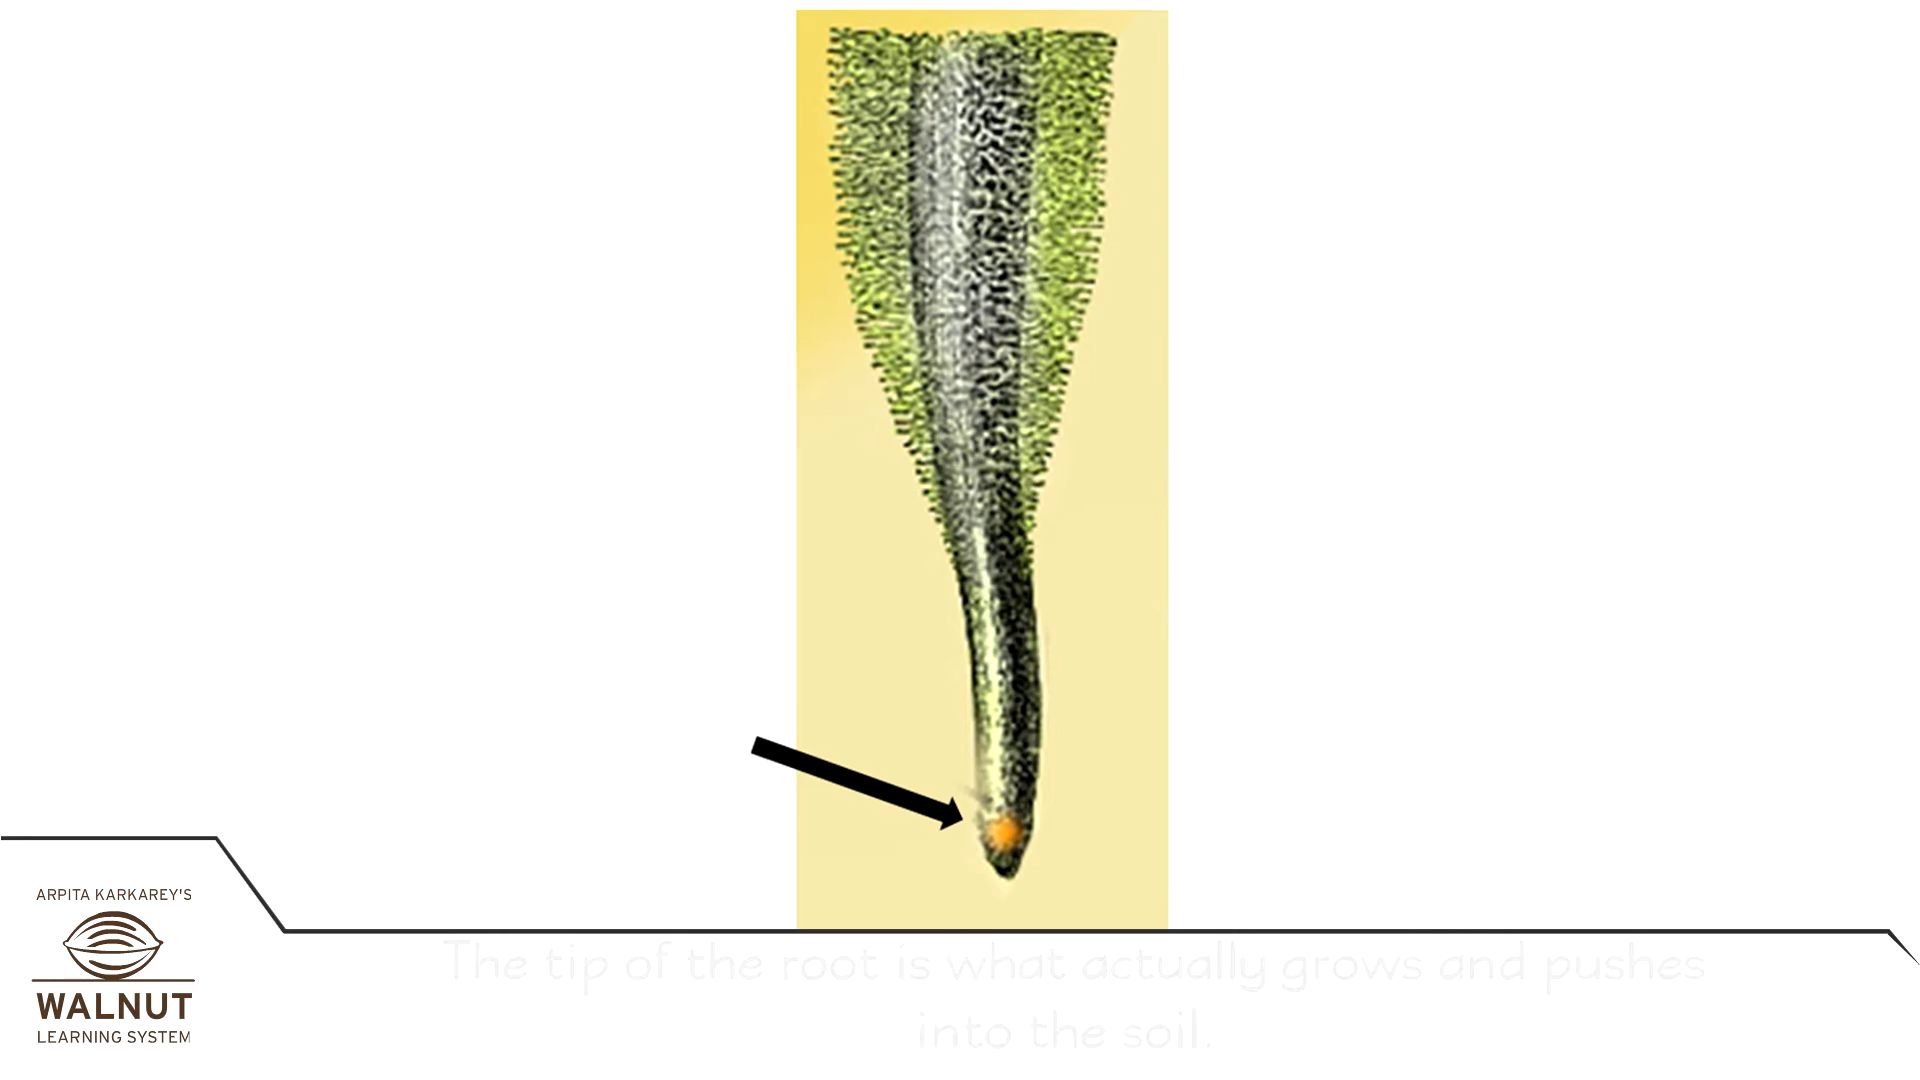 ARPITA KARKAREY'S
WALNUT
LEARNING SYSTEM
The tip of the root is what actually grows and pushes
into the soil.